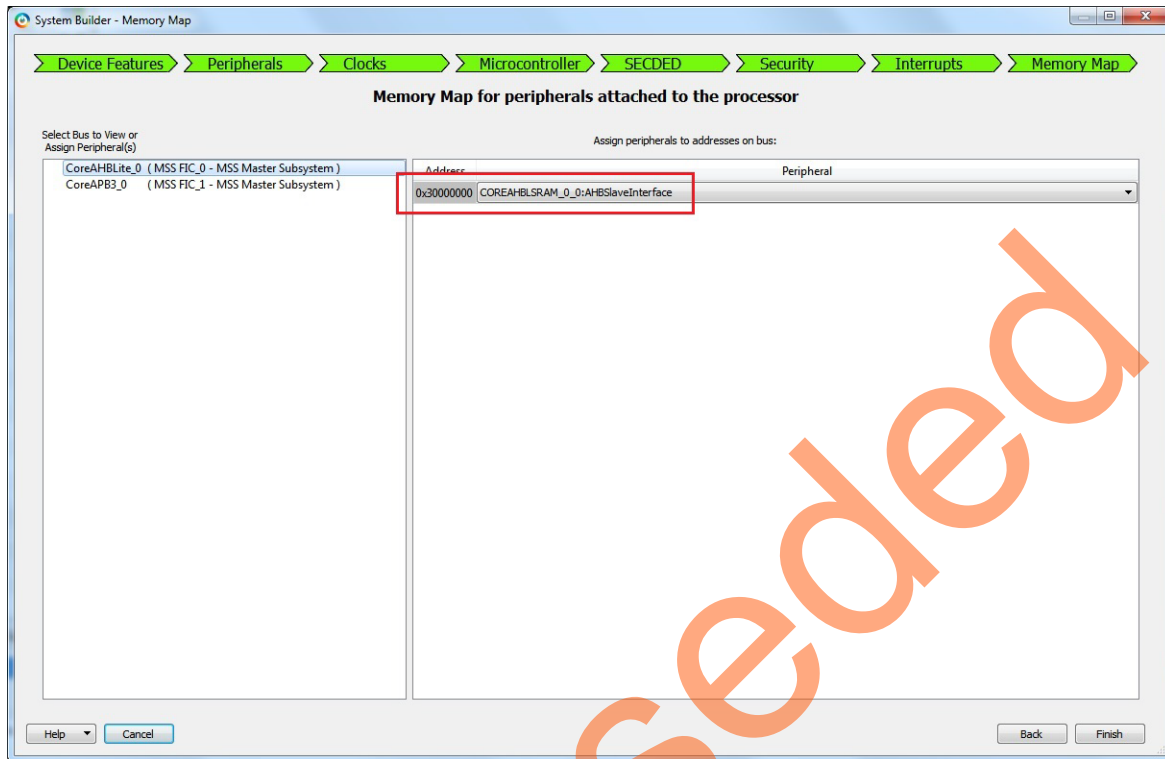 System Builder - Memory Map
Device Features Peripherals Clocks Microcontroller SECDED Security Interrupts Memory Map
Memory Map for peripherals attached to the processor
Select Bus to View or
Assign Peripheral(s)
Assign peripherals to addresses on bus:
CoreAHBLite_0 ( MSS FIC_0 - MSS Master Subsystem )
CoreAPB3_0 ( MSS FIC_1 - MSS Master Subsystem )
Address Peripheral
0x30000000 COREAHBLSRAM_0_0:AHBSlaveInterface
Help Cancel Back Finish
seded